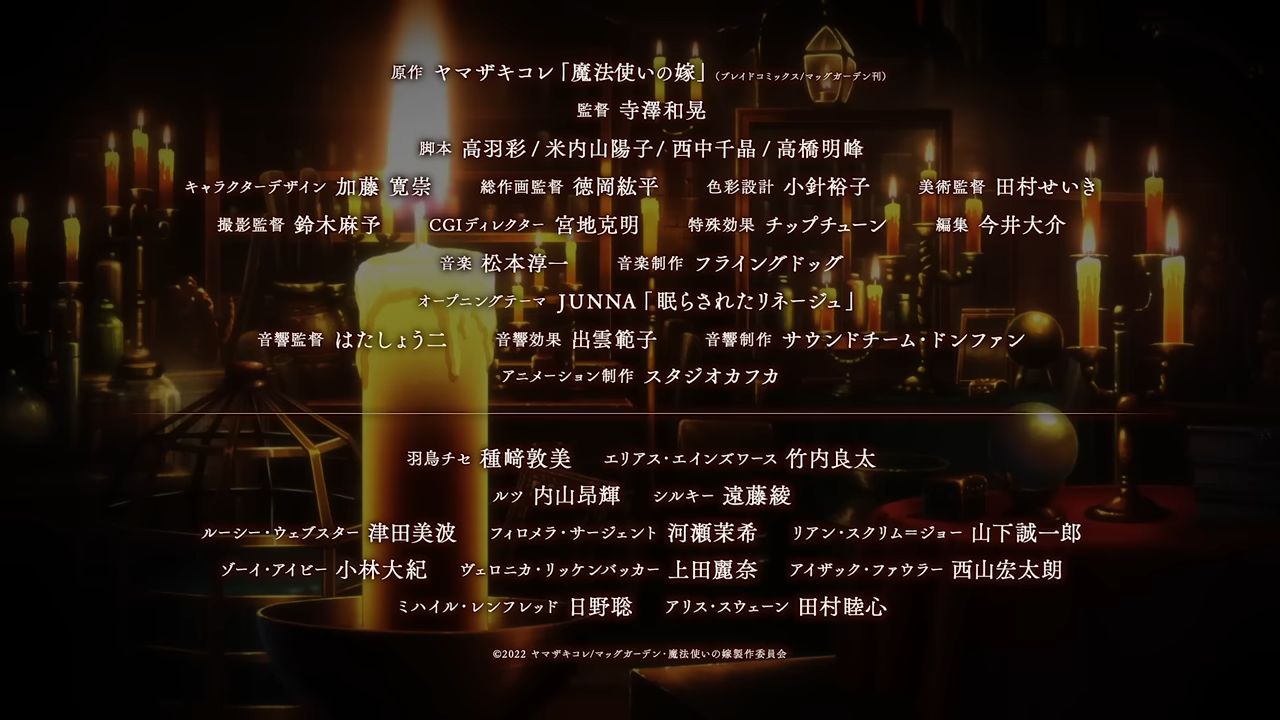 原作 ヤマザキコレ「魔法使いの嫁」(ブレイドコミックス/マッグガーデン刊)
監督 寺澤和晃
脚本 高羽彩 / 米内山陽子 / 西中千晶 / 高橋明峰
キャラクターデザイン 加藤 寛崇 総作画監督 徳岡紘平 色彩設計 小針裕子 美術監督 田村せいき
撮影監督 鈴木麻予 CGIディレクター 宮地克明 特殊効果 チップチューン 編集 今井大介
音楽 松本淳一 音楽制作 フライングドッグ
オープニングテーマ JUNNA「眠らされたリネージュ」
音響監督 はたしょう二 音響効果 出雲範子 音響制作 サウンドチーム・ドンファン
アニメーション制作 スタジオカフカ
羽鳥チセ 種﨑敦美 エリアス・エインズワース 竹内良太
ルツ 内山昂輝 シルキー 遠藤綾
ルーシー・ウェブスター 津田美波 フィロメラ・サージェント 河瀬茉希 リアン・スクリム=ジョー 山下誠一郎
ゾーイ・アイビー 小林大紀 ヴェロニカ・リッケンバッカー 上田麗奈 アイザック・ファウラー 西山宏太朗
ミハイル・レンフレッド 日野聡 アリス・スウェーン 田村睦心
©2022 ヤマザキコレ/マッグガーデン・魔法使いの嫁製作委員会